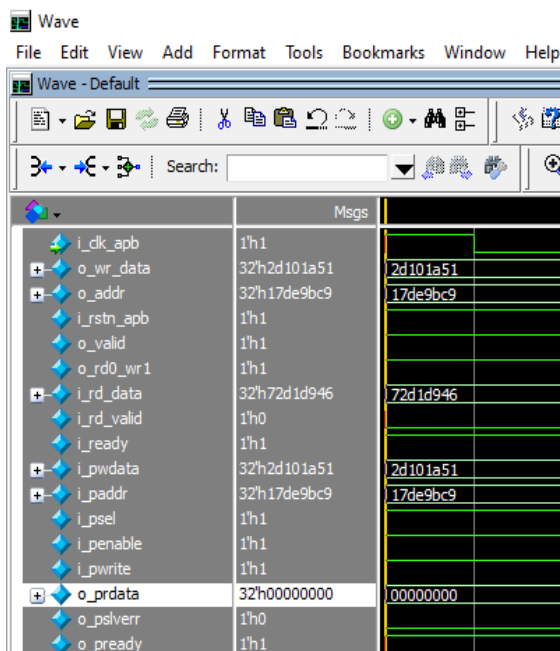 Wave
File Edit View Add Format Tools Bookmarks Window Help
Wave - Default
Search:
Msgs
i_clk_apb 1'h1
o_wr_data 32'h2d101a51 2d101a51
o_addr 32'h17de9bc9 17de9bc9
i_rstn_apb 1'h1
o_valid 1'h1
o_rd0_wr1 1'h1
i_rd_data 32'h72d1d946 72d1d946
i_rd_valid 1'h0
i_ready 1'h1
i_pwdata 32'h2d101a51 2d101a51
i_paddr 32'h17de9bc9 17de9bc9
i_psel 1'h1
i_penable 1'h1
i_pwrite 1'h1
o_prdata 32'h00000000 00000000
o_pslverr 1'h0
o_pready 1'h1